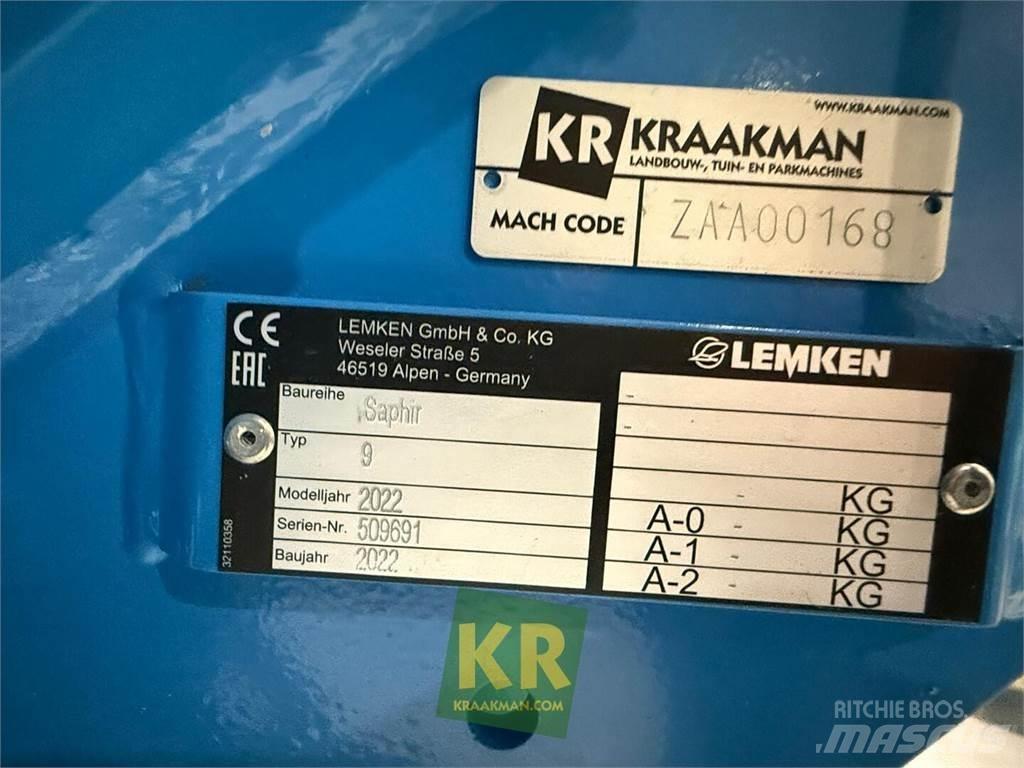 WWW.KRAAKMAN.COM
KR KRAAKMAN
LANDBOUW-, TUIN- EN PARKMACHINES
MACH CODE ZAA00168
CE
EAC
LEMKEN GmbH & Co. KG
Weseler Straße 5
46519 Alpen - Germany
LEMKEN
Baureihe Saphir
Typ 9
Modelljahr 2022
Serien-Nr. 509691
Baujahr 2022
32110358
-
-
- KG
A-0 - KG
A-1 - KG
A-2 - KG
KR
KRAAKMAN.COM
RITCHIE BROS.
MASCUS